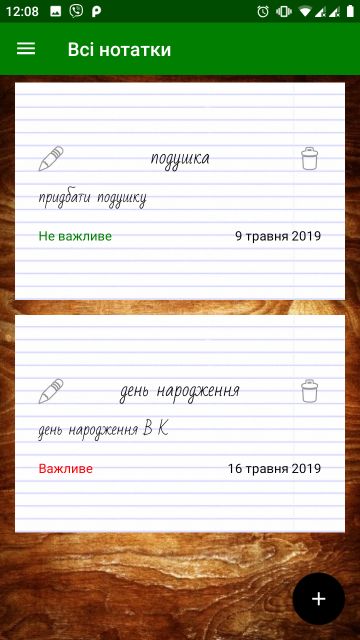 12:08
Всі нотатки
подушка
придбати подушку
Не важливе 9 травня 2019
день народження
день народження В К
Важливе 16 травня 2019